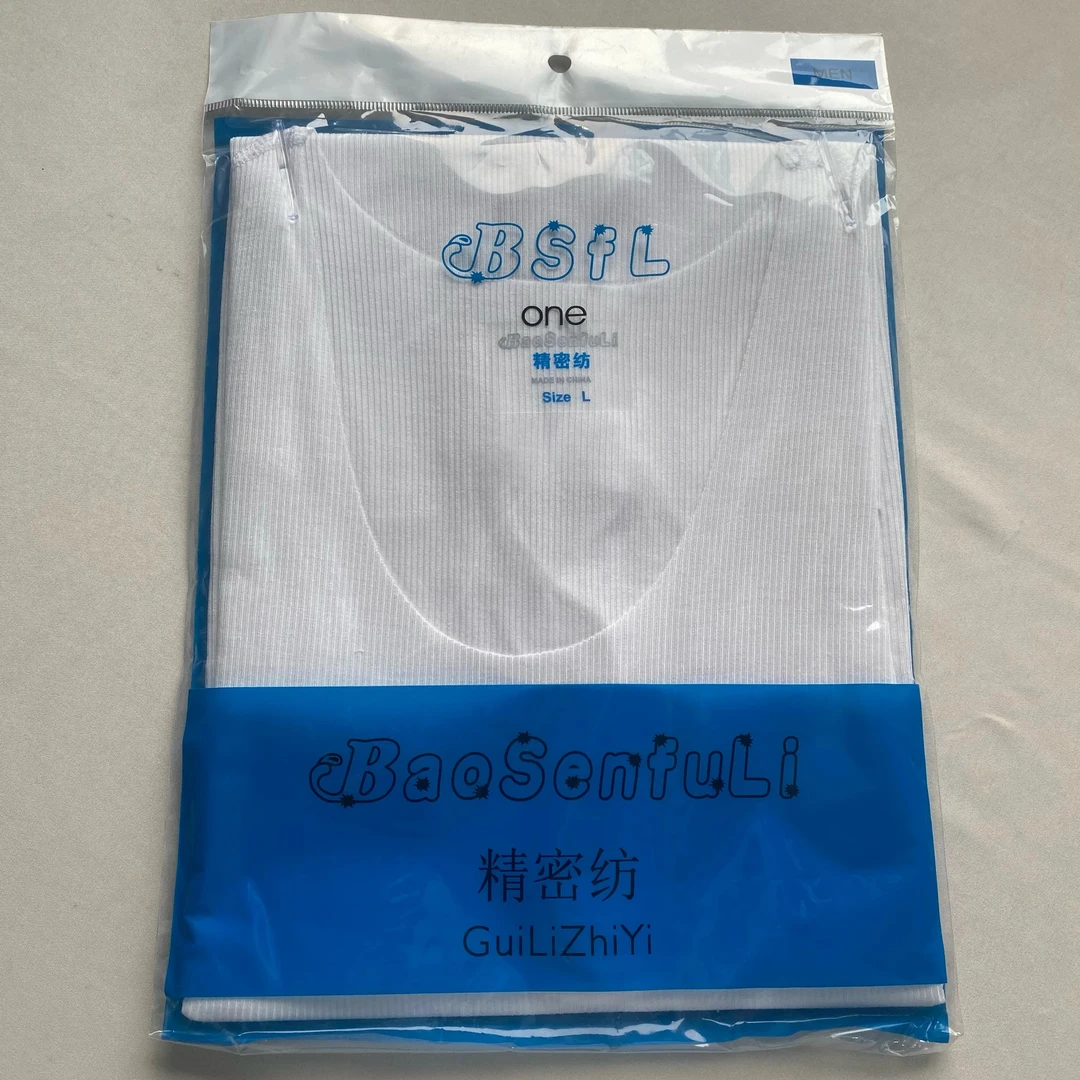 MEN
BSfL
one
BaoSenfuLi
精密纺
MADE IN CHINA
Size L
BaoSenfuLi
精密纺
GuiLiZhiYi